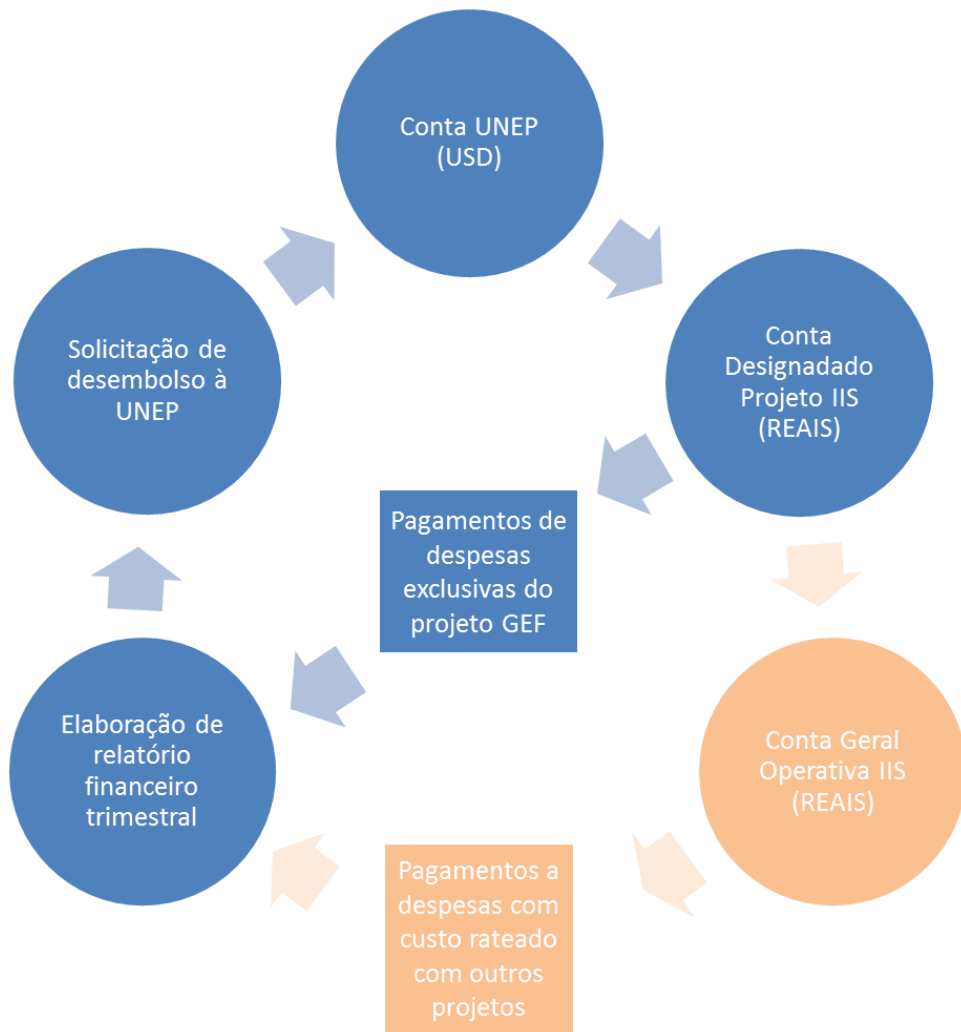 Conta UNEP
(USD)
Solicitação de
desembolso à
UNEP
Conta
Designadado
Projeto IIS
(REAIS)
Pagamentos de
despesas
exclusivas do
projeto GEF
Elaboração de
relatório
financeiro
trimestral
Conta Geral
Operativa IIS
(REAIS)
Pagamentos a
despesas com
custo rateado
com outros
projetos